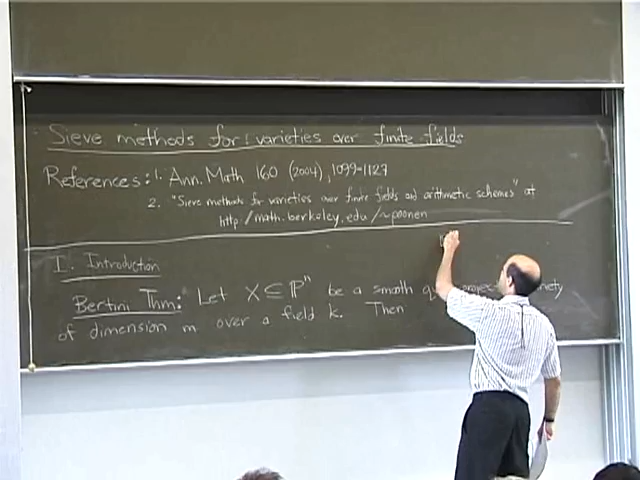 Sieve methods for varieties over finite fields
References: 1. Ann. Math 160 (2004), 1099-1127
2. "Sieve methods for varieties over finite fields and arithmetic schemes" at
http://math.berkeley.edu/~poonen
I. Introduction
Bertini Thm: Let X ⊆ ℙⁿ be a smooth
of dimension m over a field k. Then